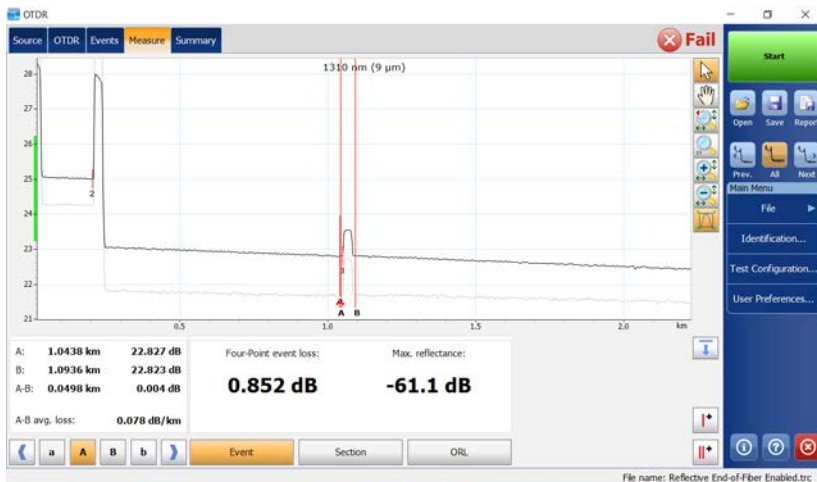 OTDR
Source OTDR Events Measure Summary
Fail
Start
1310 nm (9 µm)
28
27
26
25
24
23
22
21
2
3
A
A B
0.5 1.0 1.5 2.0 km
Open Save Report
Prev. All Next
Main Menu
File
Identification...
Test Configuration...
User Preferences...
A: 1.0438 km 22.827 dB
B: 1.0936 km 22.823 dB
A-B: 0.0498 km 0.004 dB
A-B avg. loss: 0.078 dB/km
Four-Point event loss: Max. reflectance:
0.852 dB -61.1 dB
a A B b Event Section ORL
File name: Reflective End-of-Fiber Enabled.trc